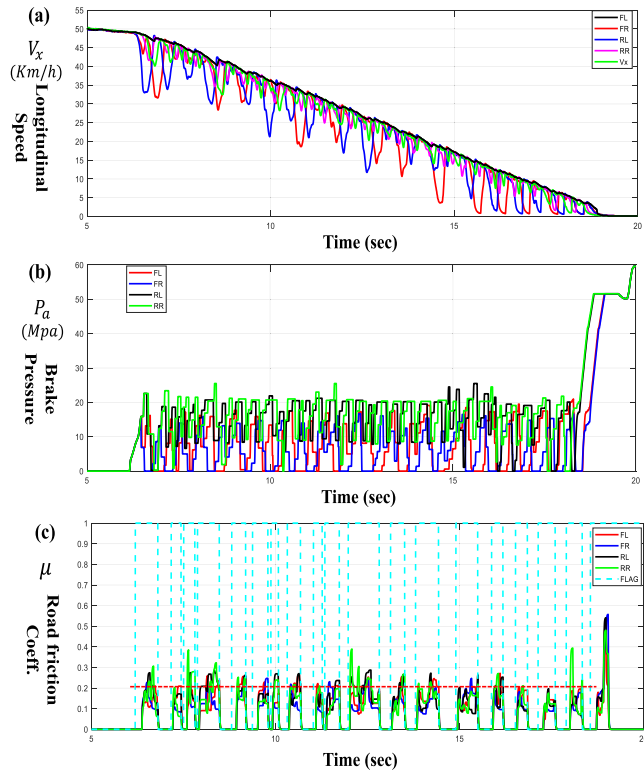 (a)
V_x
(Km/h)
Longitudinal
Speed
55
50
45
40
35
30
25
20
15
10
5
0
5
10
15
20
FL
FR
RL
RR
Vx
Time (sec)
(b)
P_a
(Mpa)
Brake
Pressure
60
50
40
30
20
10
0
5
10
15
20
FL
FR
RL
RR
Time (sec)
(c)
μ
Road friction
Coeff.
1
0.9
0.8
0.7
0.6
0.5
0.4
0.3
0.2
0.1
0
5
10
15
2
FL
FR
RL
RR
FLAG
Time (sec)